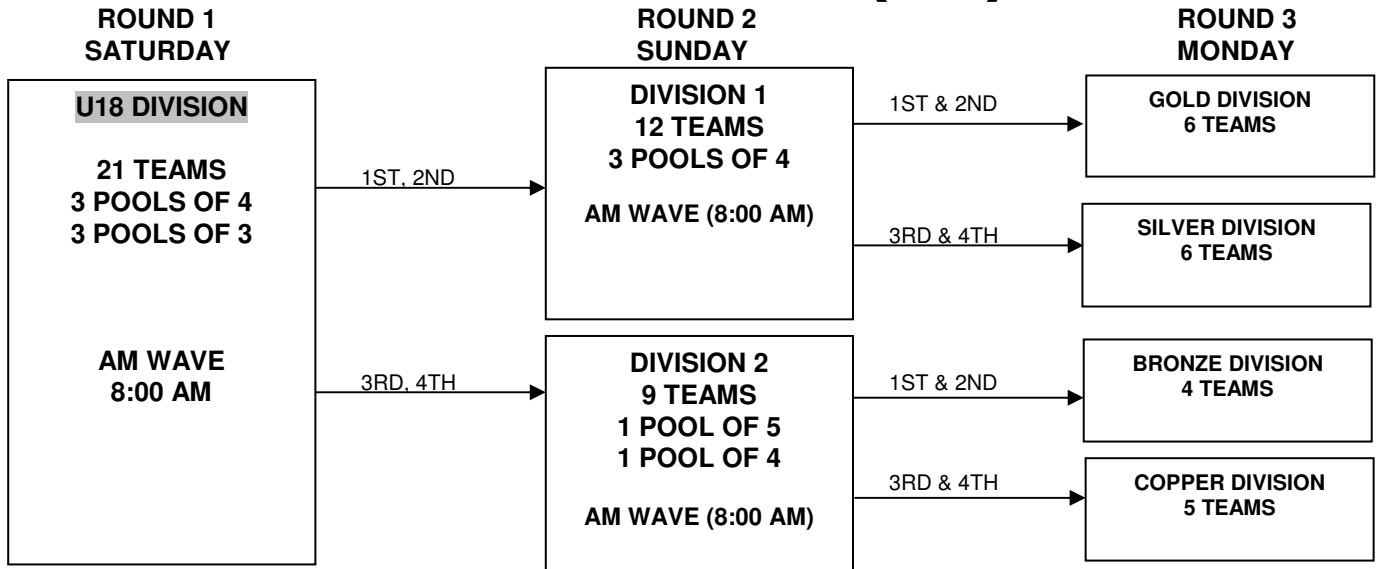 ROUND 1
SATURDAY
ROUND 2
SUNDAY
ROUND 3
MONDAY
U18 DIVISION
21 TEAMS
3 POOLS OF 4
3 POOLS OF 3
AM WAVE
8:00 AM
1ST, 2ND
3RD, 4TH
DIVISION 1
12 TEAMS
3 POOLS OF 4
AM WAVE (8:00 AM)
1ST & 2ND
3RD & 4TH
GOLD DIVISION
6 TEAMS
SILVER DIVISION
6 TEAMS
DIVISION 2
9 TEAMS
1 POOL OF 5
1 POOL OF 4
AM WAVE (8:00 AM)
1ST & 2ND
3RD & 4TH
BRONZE DIVISION
4 TEAMS
COPPER DIVISION
5 TEAMS